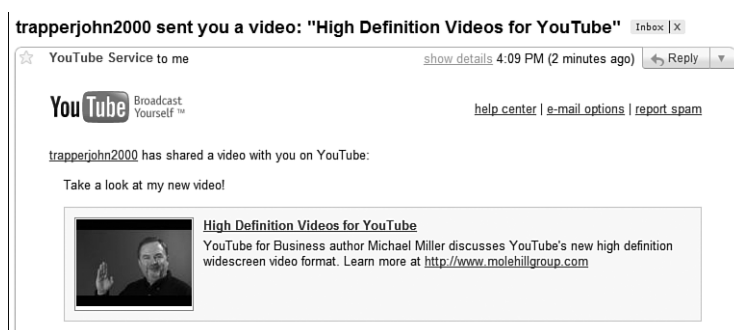 trapperjohn2000 sent you a video: "High Definition Videos for YouTube" Inbox | X
YouTube Service to me show details 4:09 PM (2 minutes ago) Reply
YouTube Broadcast Yourself ™ help center | e-mail options | report spam
trapperjohn2000 has shared a video with you on YouTube:
Take a look at my new video!
High Definition Videos for YouTube
YouTube for Business author Michael Miller discusses YouTube's new high definition
widescreen video format. Learn more at http://www.molehillgroup.com